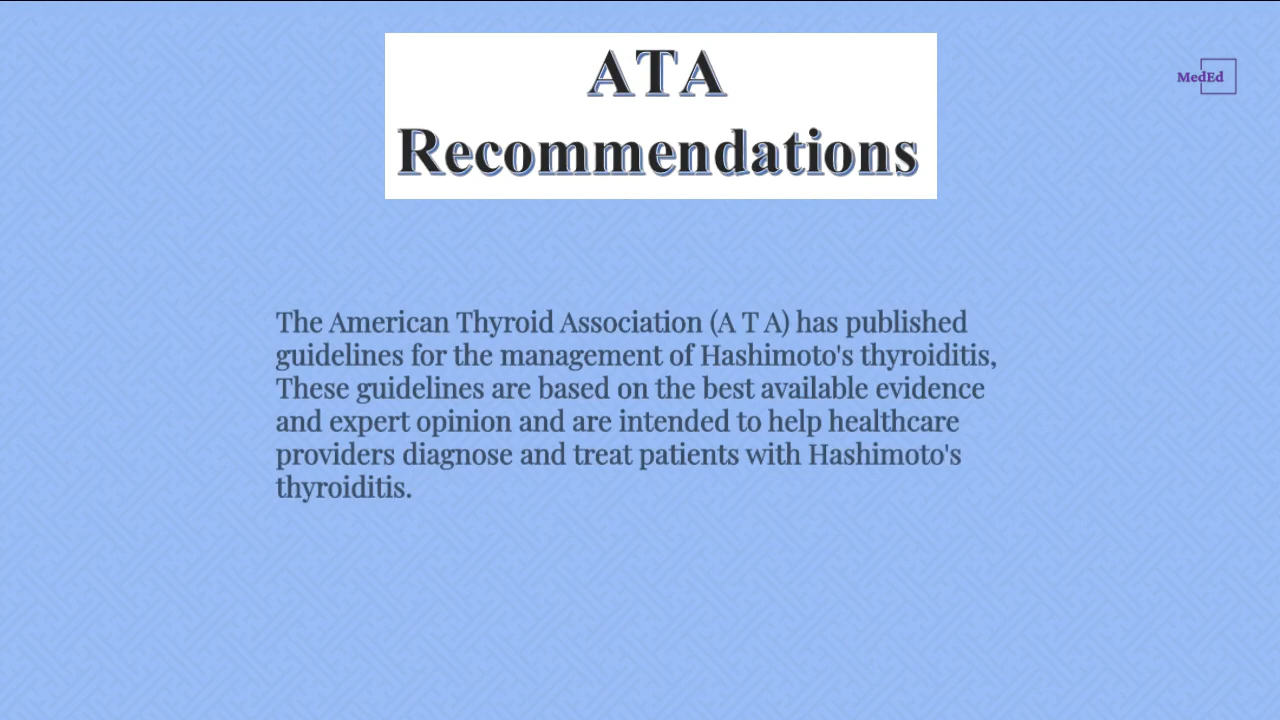 ATA
Recommendations
MedEd
The American Thyroid Association (A T A) has published
guidelines for the management of Hashimoto's thyroiditis,
These guidelines are based on the best available evidence
and expert opinion and are intended to help healthcare
providers diagnose and treat patients with Hashimoto's
thyroiditis.